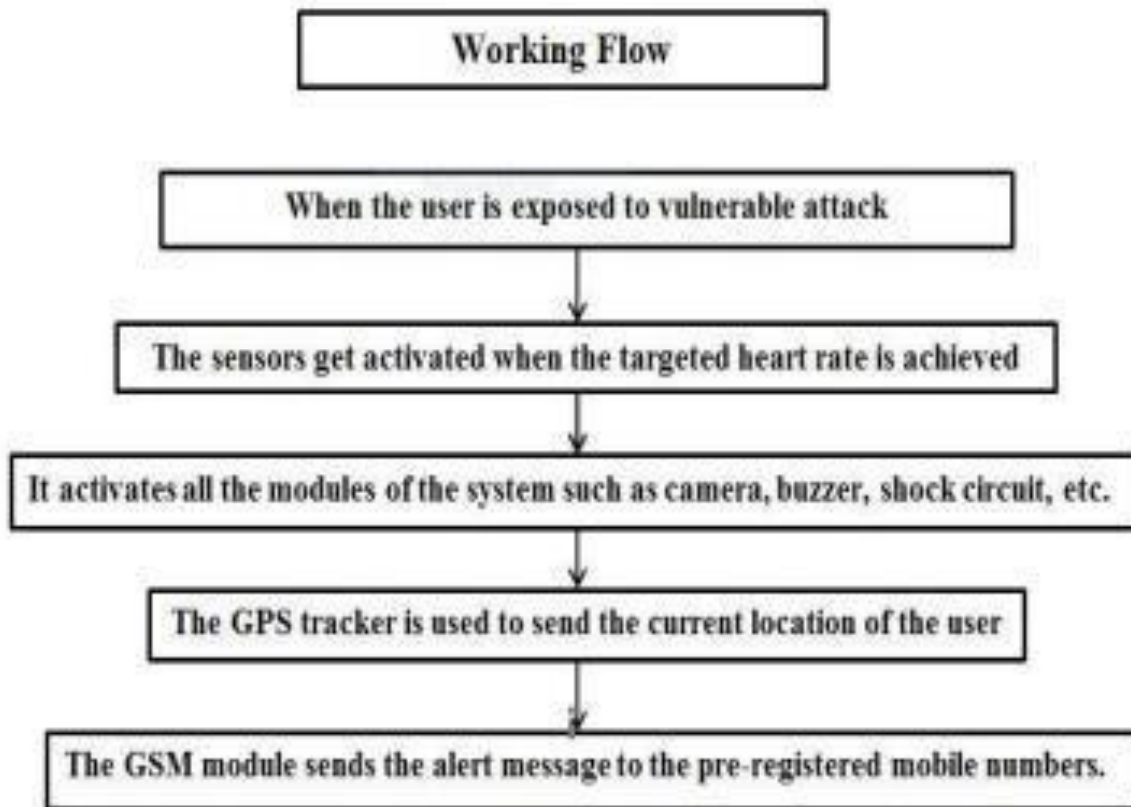 Working Flow
When the user is exposed to vulnerable attack
The sensors get activated when the targeted heart rate is achieved
It activates all the modules of the system such as camera, buzzer, shock circuit, etc.
The GPS tracker is used to send the current location of the user
The GSM module sends the alert message to the pre-registered mobile numbers.